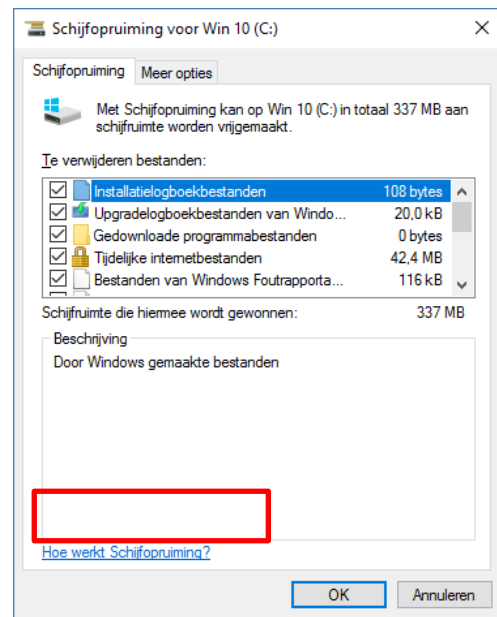 Schijfopruiming voor Win 10 (C:)
Schijfopruiming
Meer opties
Met Schijfopruiming kan op Win 10 (C:) in totaal 337 MB aan
schijfruimte worden vrijgemaakt.
Te verwijderen bestanden:
Installatielogboekbestanden 108 bytes
Upgradelogboekbestanden van Windo... 20,0 kB
Gedownloade programmabestanden 0 bytes
Tijdelijke internetbestanden 42,4 MB
Bestanden van Windows Foutrapporta... 116 kB
Schijfruimte die hiermee wordt gewonnen: 337 MB
Beschrijving
Door Windows gemaakte bestanden
Hoe werkt Schijfopruiming?
OK
Annuleren